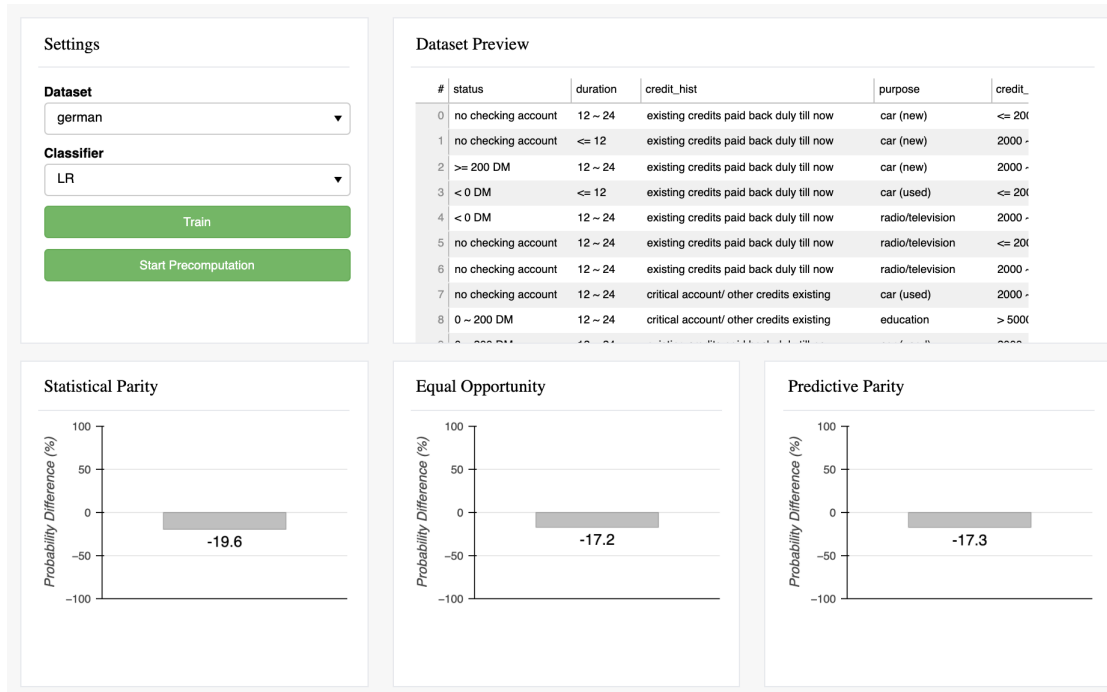 Settings
Dataset
german
Classifier
LR
Train
Start Precomputation
Dataset Preview
# status duration credit_hist purpose credit_
0 no checking account 12 ~ 24 existing credits paid back duly till now car (new) <= 200
1 no checking account <= 12 existing credits paid back duly till now car (new) 2000 ~
2 >= 200 DM 12 ~ 24 existing credits paid back duly till now car (new) 2000 ~
3 < 0 DM <= 12 existing credits paid back duly till now car (used) <= 200
4 < 0 DM 12 ~ 24 existing credits paid back duly till now radio/television 2000 ~
5 no checking account 12 ~ 24 existing credits paid back duly till now radio/television <= 200
6 no checking account 12 ~ 24 existing credits paid back duly till now radio/television 2000 ~
7 no checking account 12 ~ 24 critical account/ other credits existing car (used) 2000 ~
8 0 ~ 200 DM 12 ~ 24 critical account/ other credits existing education > 5000
Statistical Parity
Probability Difference (%)
100
50
0
−50
−100
-19.6
Equal Opportunity
Probability Difference (%)
100
50
0
−50
−100
-17.2
Predictive Parity
Probability Difference (%)
100
50
0
−50
−100
-17.3